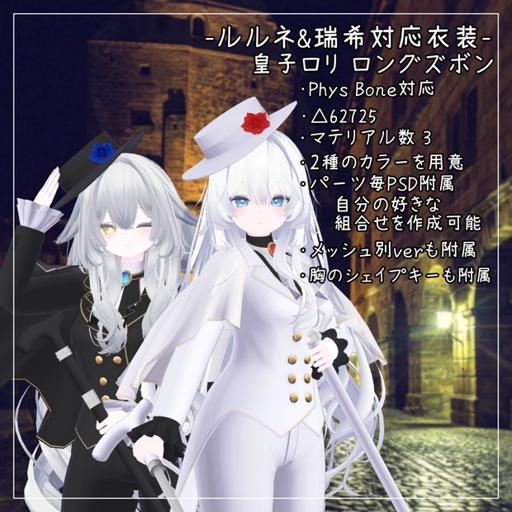 -ルルネ&瑞希対応衣装-
皇子ロリ ロングズボン
・Phys Bone対応
・△62725
・マテリアル数 3
・2種のカラーを用意
・パーツ毎PSD附属
自分の好きな
組合せを作成可能
・メッシュ別verも附属
・胸のシェイプキーも附属